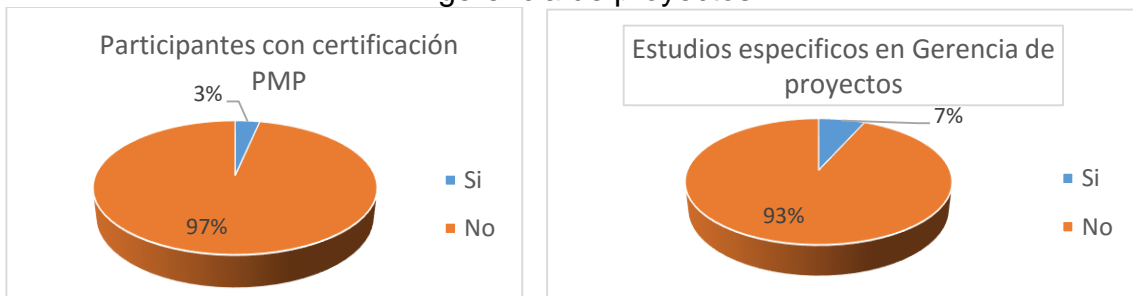 Participantes con certificación
PMP
3%
97%
Si
No
Estudios especificos en Gerencia de
proyectos
7%
93%
Si
No